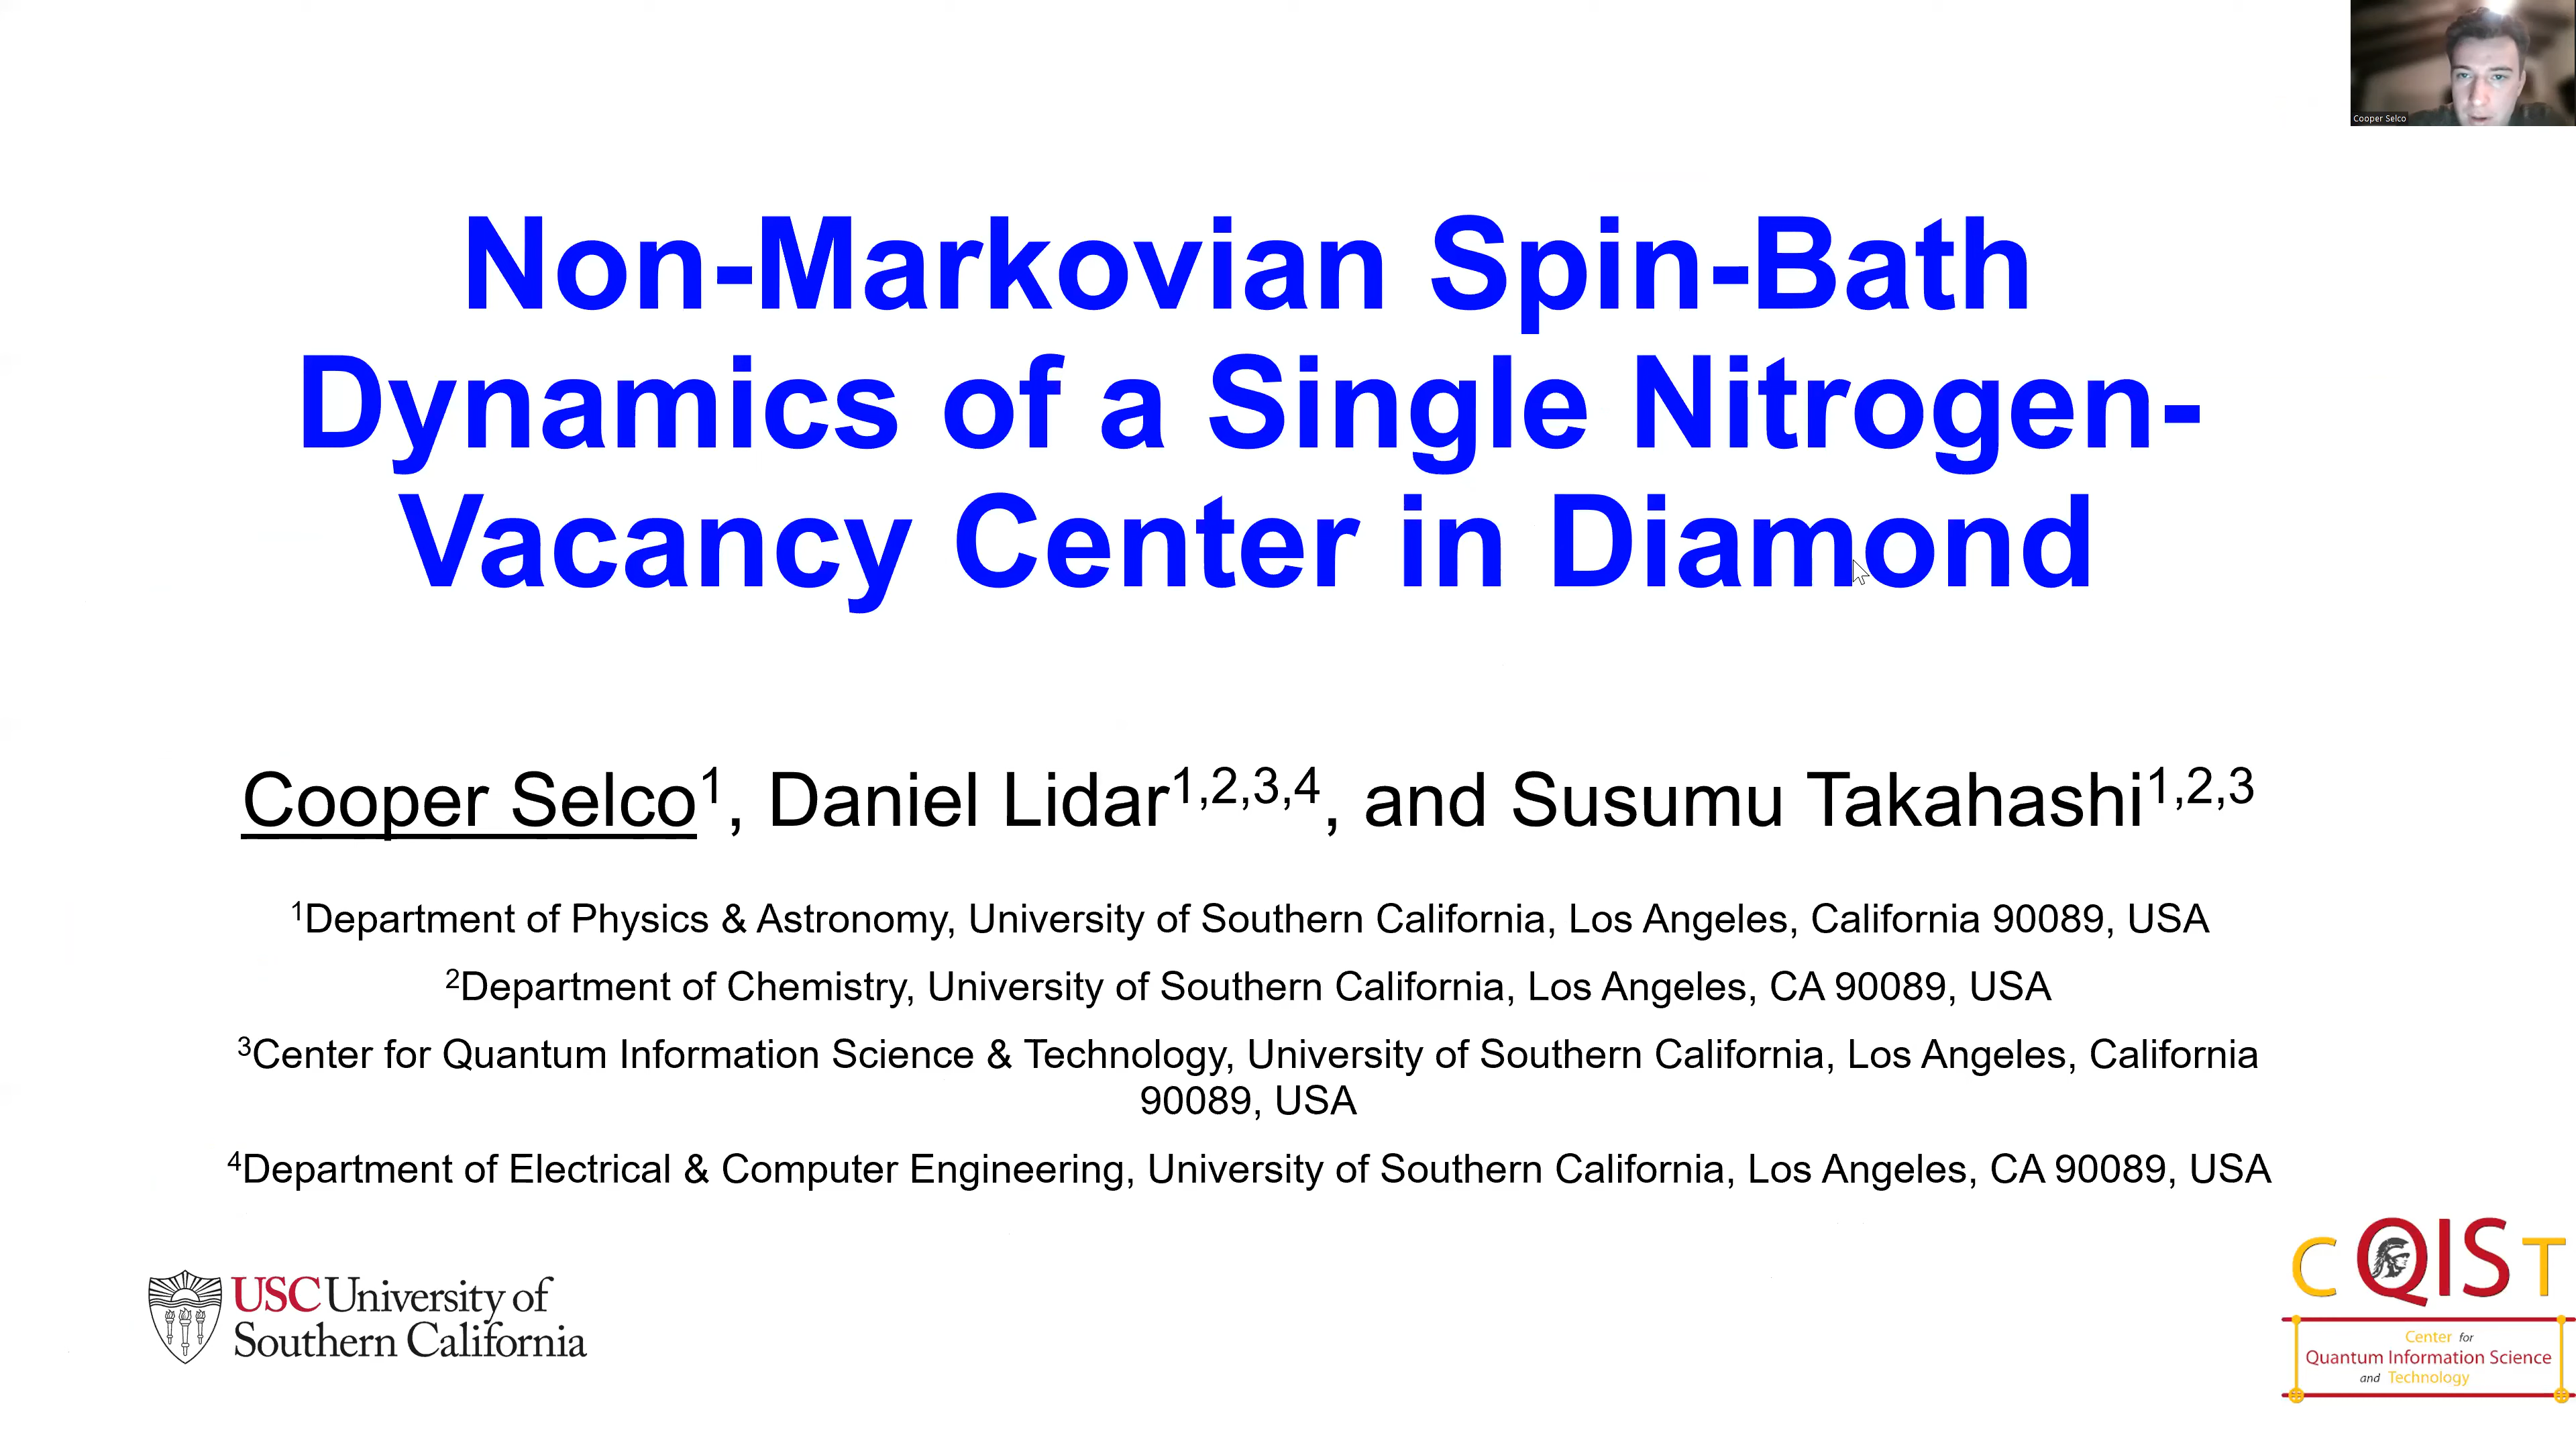 Cooper Selco
Non-Markovian Spin-Bath
Dynamics of a Single Nitrogen-
Vacancy Center in Diamond
Cooper Selco¹, Daniel Lidar¹,²,³,⁴, and Susumu Takahashi¹,²,³
¹Department of Physics & Astronomy, University of Southern California, Los Angeles, California 90089, USA
²Department of Chemistry, University of Southern California, Los Angeles, CA 90089, USA
³Center for Quantum Information Science & Technology, University of Southern California, Los Angeles, California
90089, USA
⁴Department of Electrical & Computer Engineering, University of Southern California, Los Angeles, CA 90089, USA
USC University of
Southern California
CQIST
Center for
Quantum Information Science
and Technology